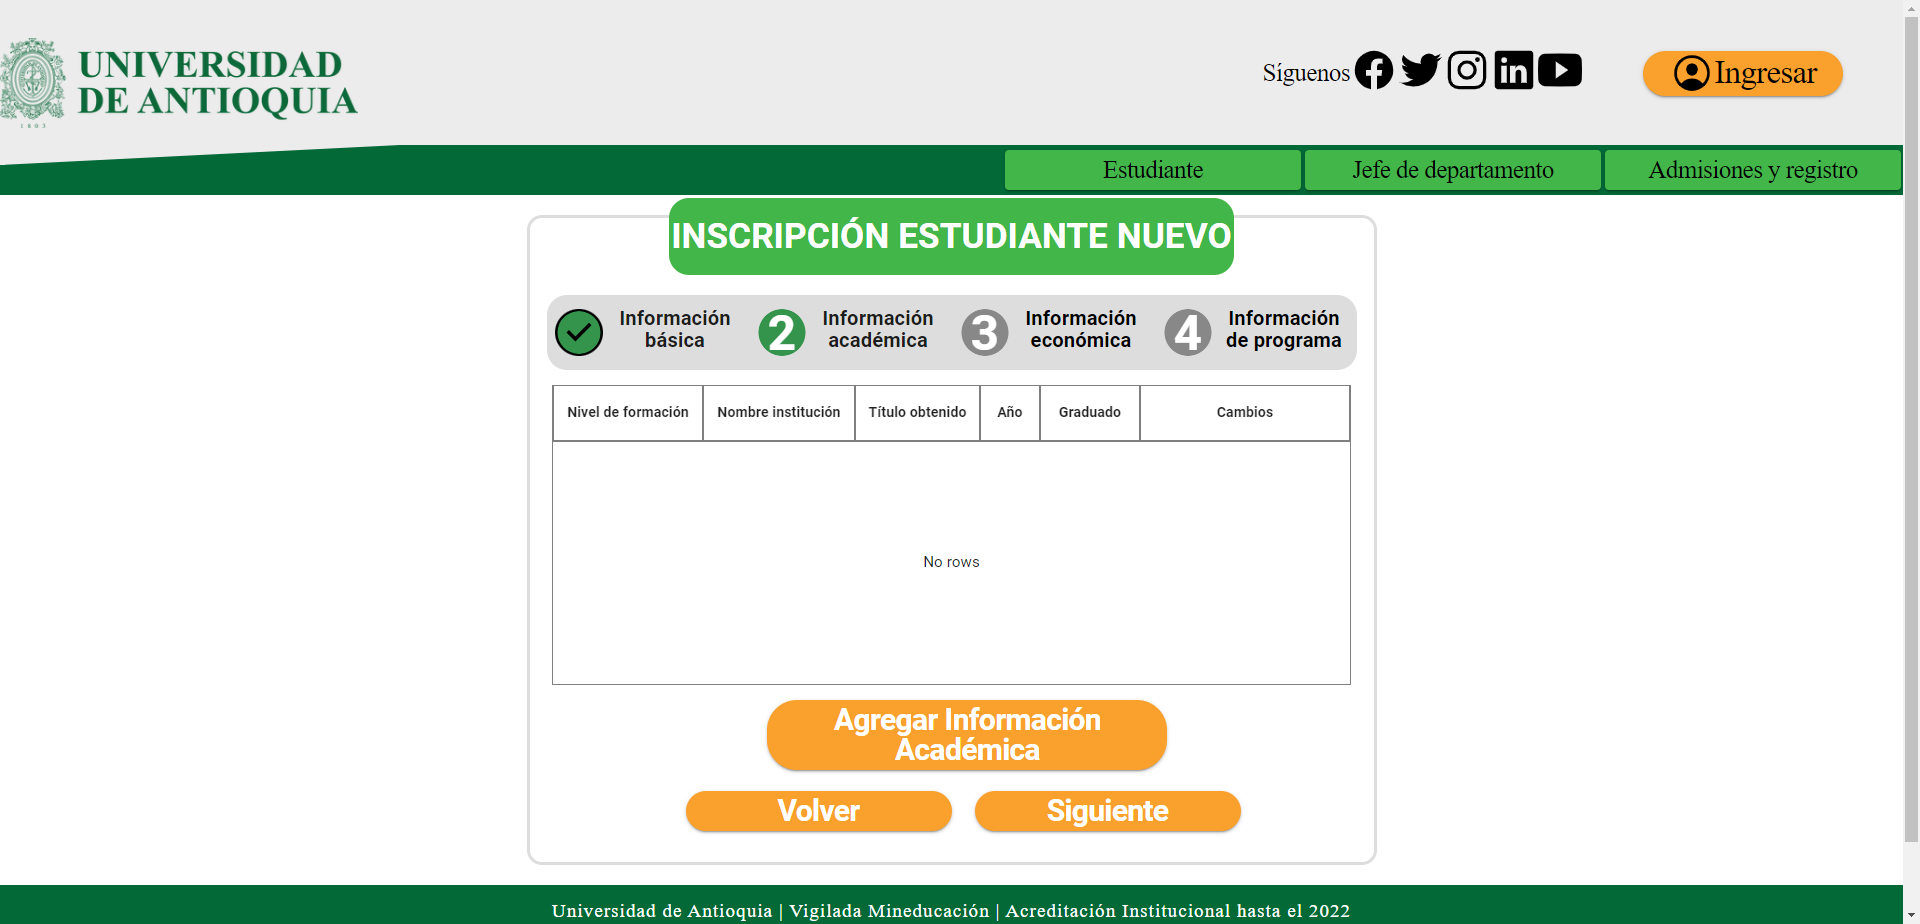 UNIVERSIDAD
DE ANTIOQUIA
1803
Síguenos
Ingresar
Estudiante
Jefe de departamento
Admisiones y registro
INSCRIPCIÓN ESTUDIANTE NUEVO
Información
básica
2
Información
académica
3
Información
económica
4
Información
de programa
Nivel de formación
Nombre institución
Título obtenido
Año
Graduado
Cambios
No rows
Agregar Información
Académica
Volver
Siguiente
Universidad de Antioquia | Vigilada Mineducación | Acreditación Institucional hasta el 2022